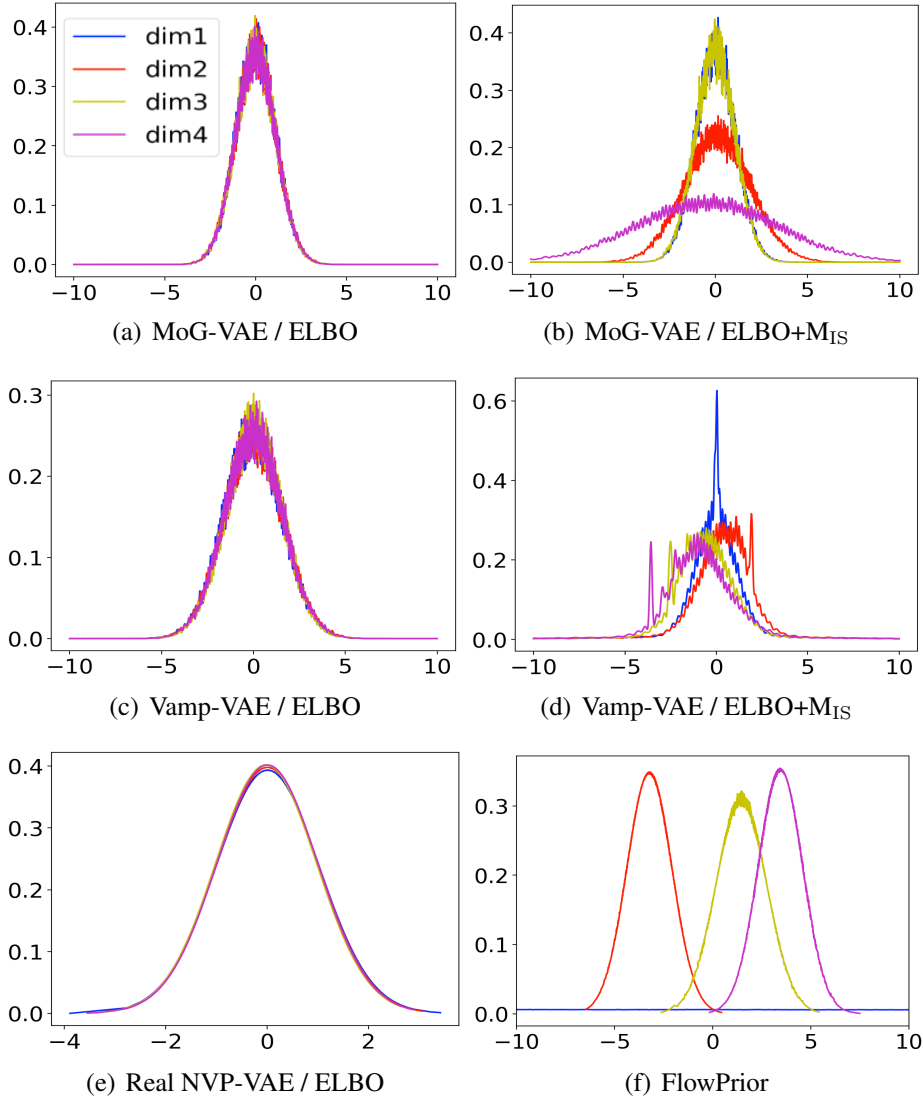 0.4
0.3
0.2
0.1
0.0
dim1
dim2
dim3
dim4
−10 −5 0 5 10
(a) MoG-VAE / ELBO
0.4
0.3
0.2
0.1
0.0
−10 −5 0 5 10
(b) MoG-VAE / ELBO+M_IS
0.3
0.2
0.1
0.0
−10 −5 0 5 10
(c) Vamp-VAE / ELBO
0.6
0.4
0.2
0.0
−10 −5 0 5 10
(d) Vamp-VAE / ELBO+M_IS
0.4
0.3
0.2
0.1
0.0
−4 −2 0 2
(e) Real NVP-VAE / ELBO
0.3
0.2
0.1
0.0
−10 −5 0 5 10
(f) FlowPrior